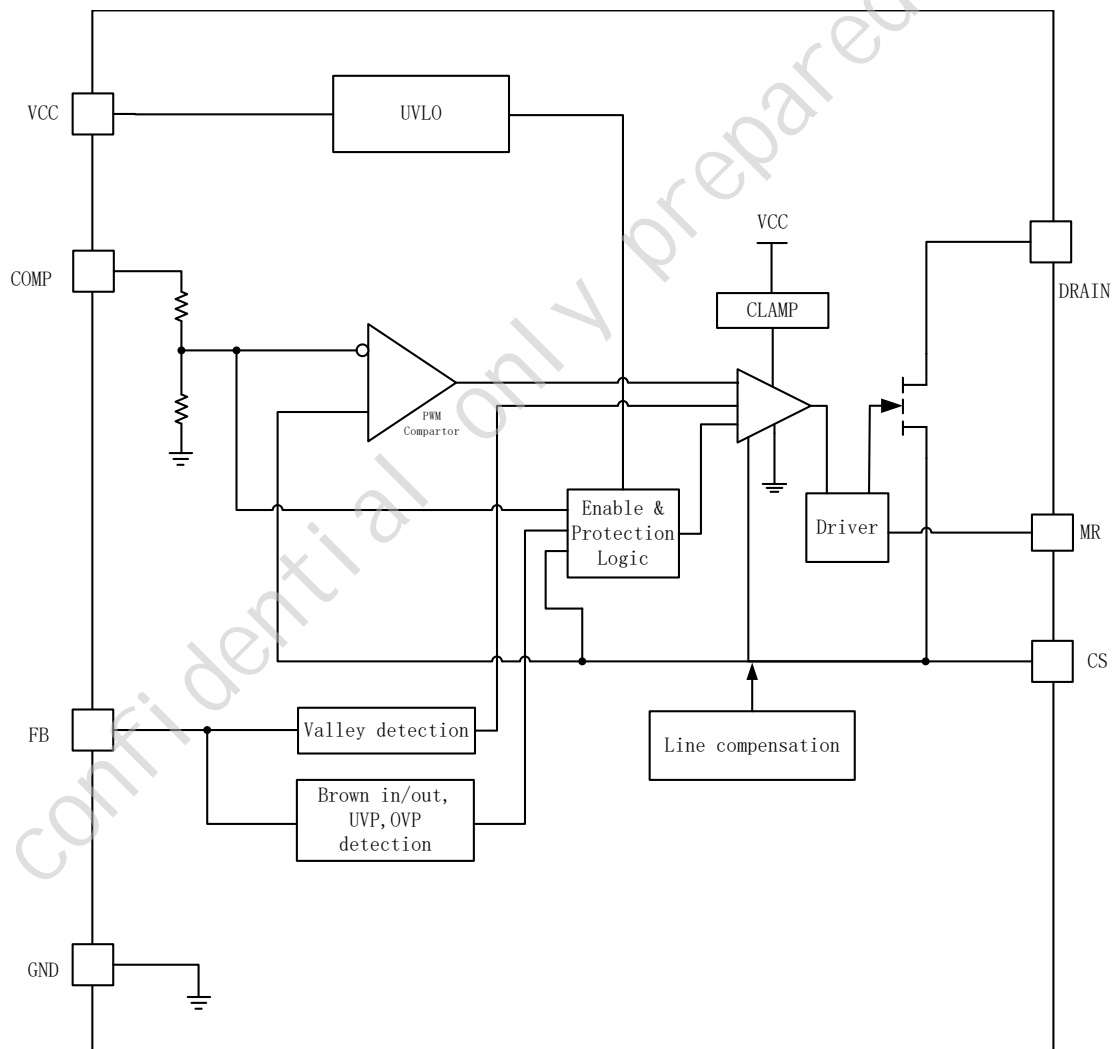 VCC
UVLO
VCC
COMP
CLAMP
DRAIN
PWM
Compartor
Enable &
Protection
Logic
Driver
MR
CS
FB
Valley detection
Line compensation
Brown in/out,
UVP,OVP
detection
GND
confidential only prepared